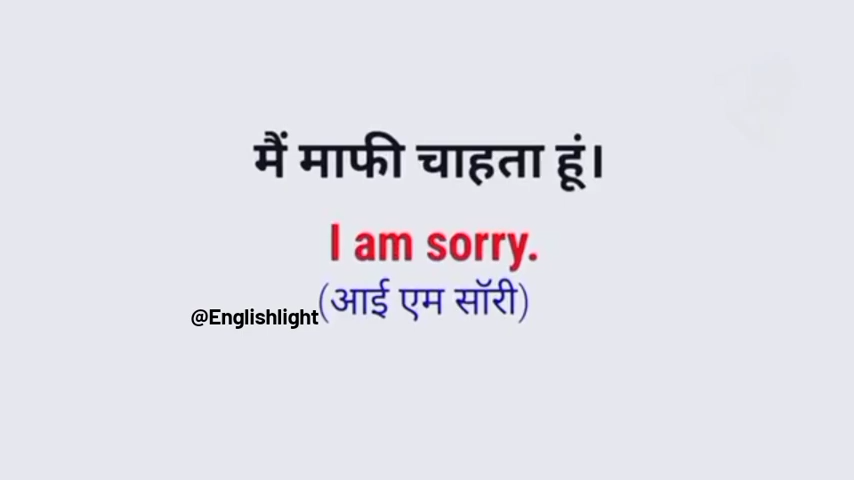 मैं माफी चाहता हूं।
I am sorry.
(आई एम सॉरी)
@Englishlight